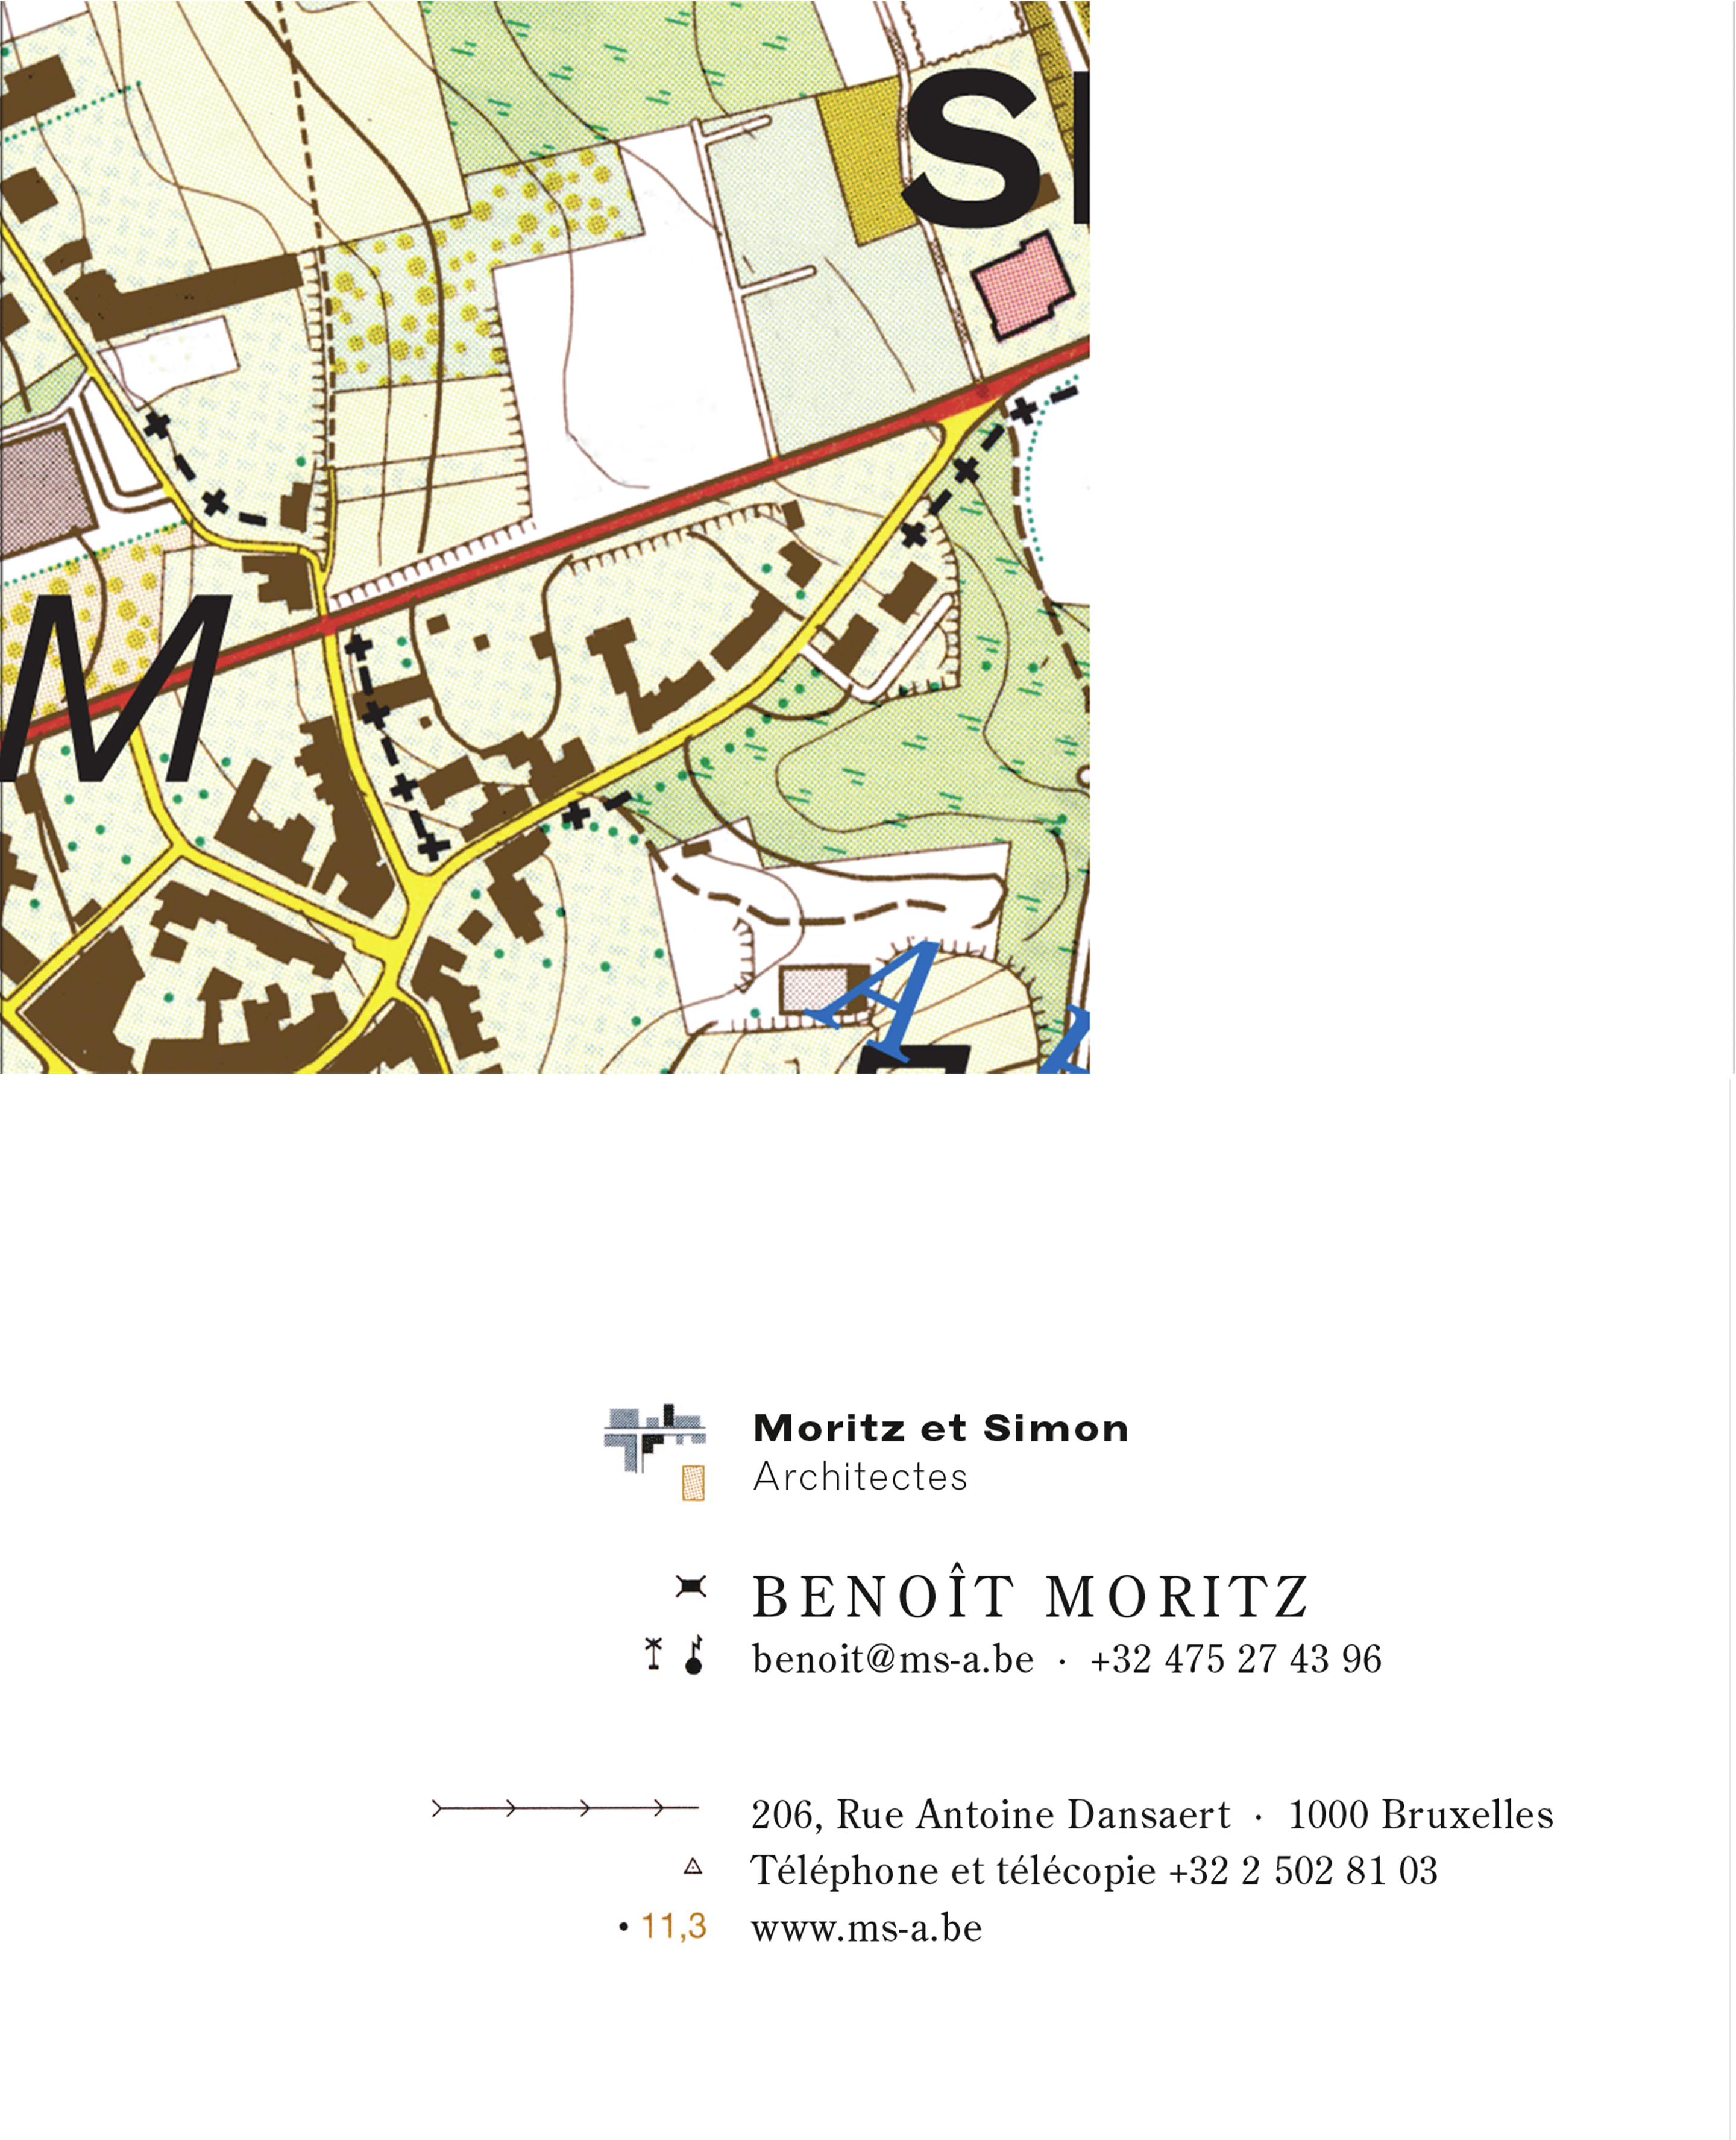 S
M
A
Moritz et Simon
Architectes
BENOÎT MORITZ
benoit@ms-a.be · +32 475 27 43 96
206, Rue Antoine Dansaert · 1000 Bruxelles
Téléphone et télécopie +32 2 502 81 03
• 11,3 www.ms-a.be